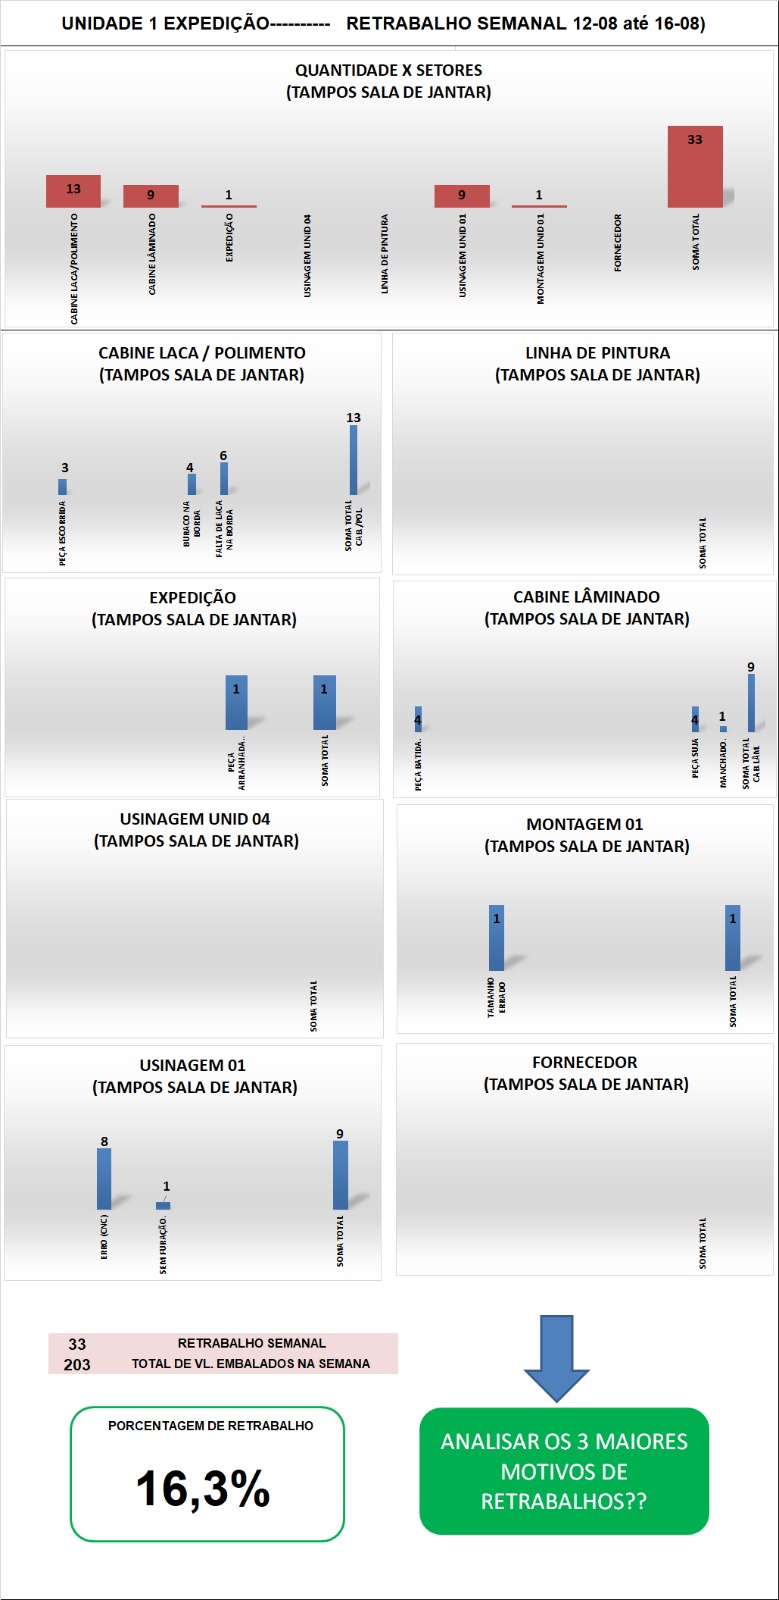 UNIDADE 1 EXPEDIÇÃO---------- RETRABALHO SEMANAL 12-08 até 16-08)
QUANTIDADE X SETORES
(TAMPOS SALA DE JANTAR)
13
9
1
9
1
33
CABINE LACA/POLIMENTO
CABINE LÂMINADO
EXPEDIÇÃO
USINAGEM UNID 04
LINHA DE PINTURA
USINAGEM UNID 01
MONTAGEM UNID 01
FORNECEDOR
SOMA TOTAL
CABINE LACA / POLIMENTO
(TAMPOS SALA DE JANTAR)
3
4
6
13
PEÇA ESCORRIDA
BURACO NA
BORDA
FALTA DE LACA
NA BORDA
SOMA TOTAL
CAB./POL
LINHA DE PINTURA
(TAMPOS SALA DE JANTAR)
SOMA TOTAL
EXPEDIÇÃO
(TAMPOS SALA DE JANTAR)
1
1
PEÇA
ARRANHADA..
SOMA TOTAL
CABINE LÂMINADO
(TAMPOS SALA DE JANTAR)
4
4
1
9
PEÇA BATIDA.
PEÇA SUJA
MANCHADO.
SOMA TOTAL
CAB LÂM.
USINAGEM UNID 04
(TAMPOS SALA DE JANTAR)
SOMA TOTAL
MONTAGEM 01
(TAMPOS SALA DE JANTAR)
1
1
TAMANHO
ERRADO
SOMA TOTAL
USINAGEM 01
(TAMPOS SALA DE JANTAR)
8
1
9
ERRO (CNC)
SEM FURAÇÃO.
SOMA TOTAL
FORNECEDOR
(TAMPOS SALA DE JANTAR)
SOMA TOTAL
33 RETRABALHO SEMANAL
203 TOTAL DE VL. EMBALADOS NA SEMANA
PORCENTAGEM DE RETRABALHO
16,3%
ANALISAR OS 3 MAIORES
MOTIVOS DE
RETRABALHOS??